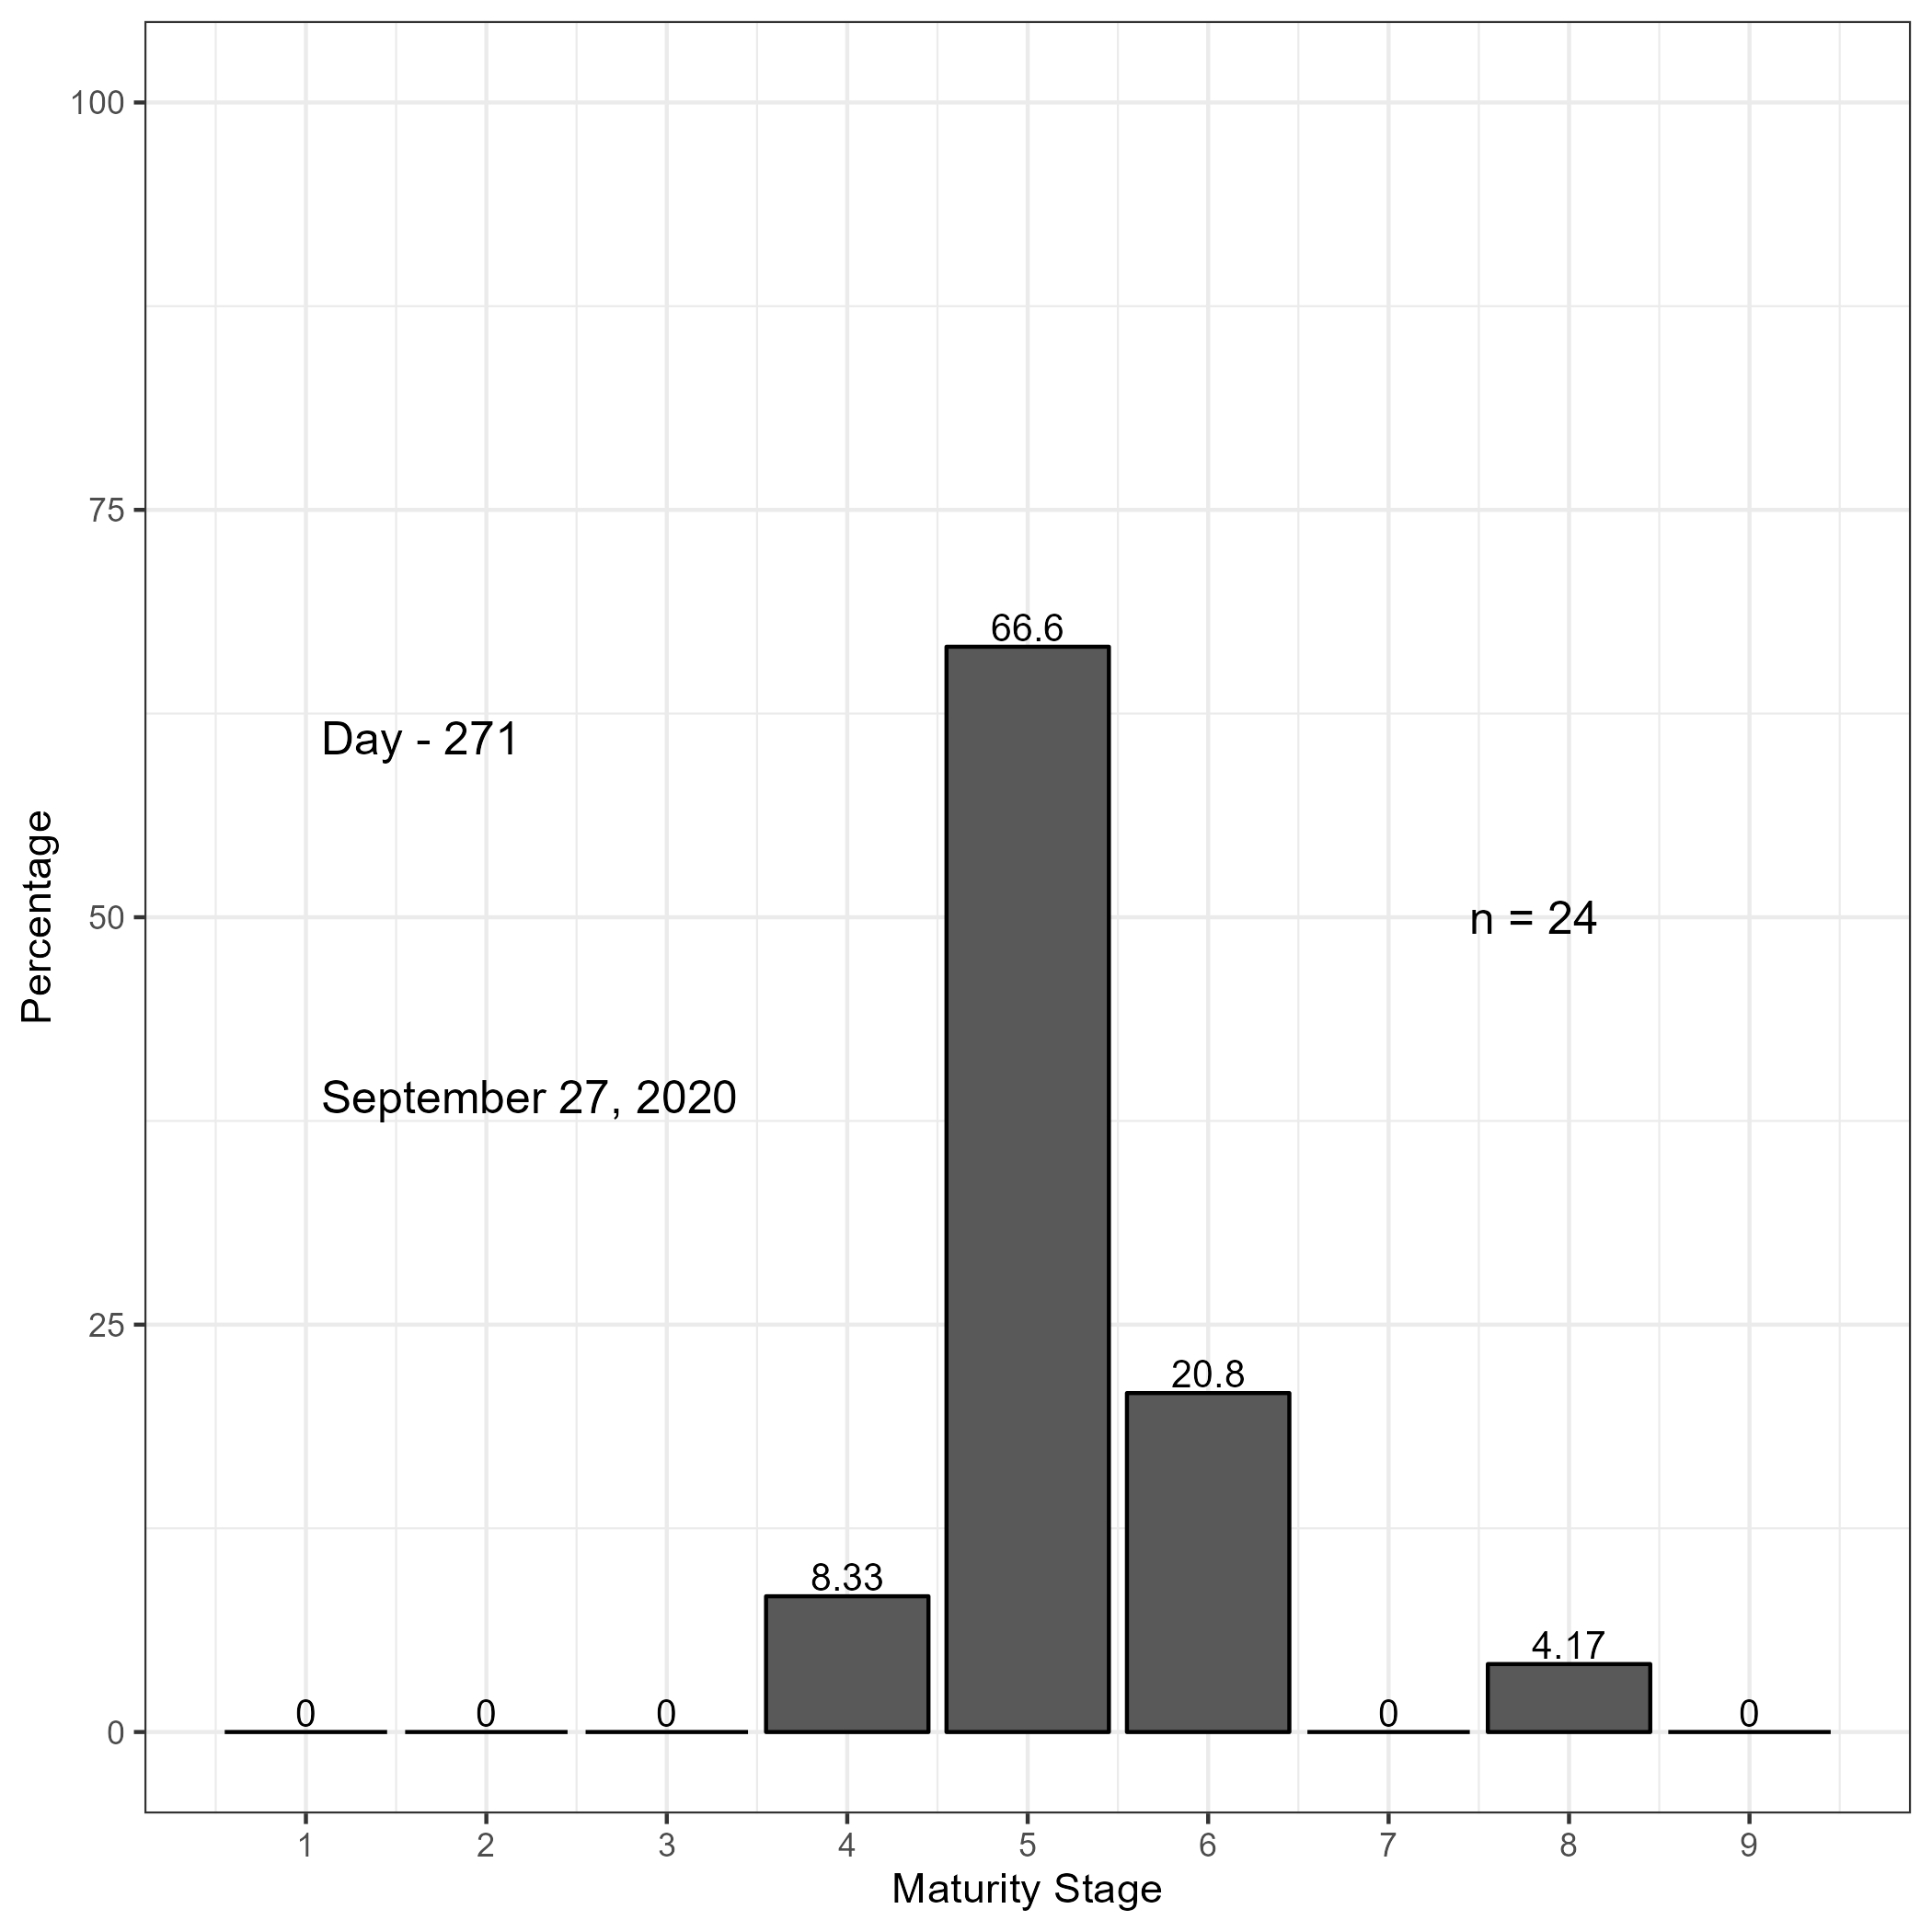 100
75
66.6
Day - 271
50
n = 24
September 27, 2020
25
20.8
8.33
4.17
0 0 0 0 0
0
1 2 3 4 5 6 7 8 9
Maturity Stage
Percentage